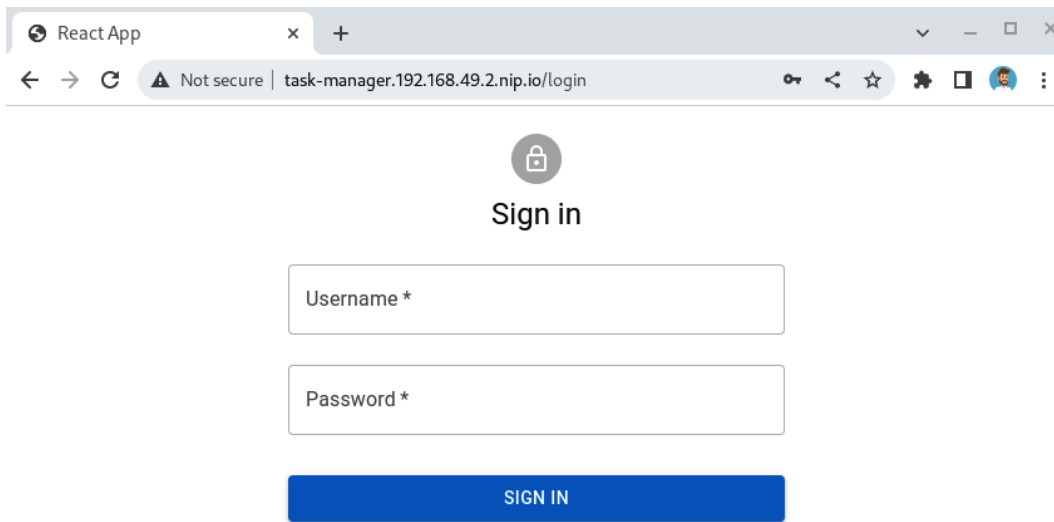 React App
Not secure task-manager.192.168.49.2.nip.io/login
Sign in
Username *
Password *
SIGN IN